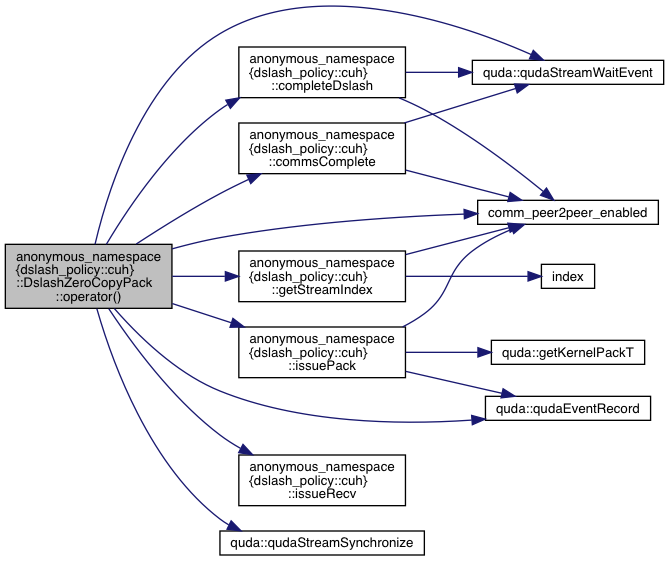 anonymous_namespace
{dslash_policy::cuh}
::DslashZeroCopyPack
::operator()
anonymous_namespace
{dslash_policy::cuh}
::completeDslash
anonymous_namespace
{dslash_policy::cuh}
::commsComplete
anonymous_namespace
{dslash_policy::cuh}
::getStreamIndex
anonymous_namespace
{dslash_policy::cuh}
::issuePack
anonymous_namespace
{dslash_policy::cuh}
::issueRecv
quda::qudaStreamSynchronize
quda::qudaStreamWaitEvent
comm_peer2peer_enabled
index
quda::getKernelPackT
quda::qudaEventRecord